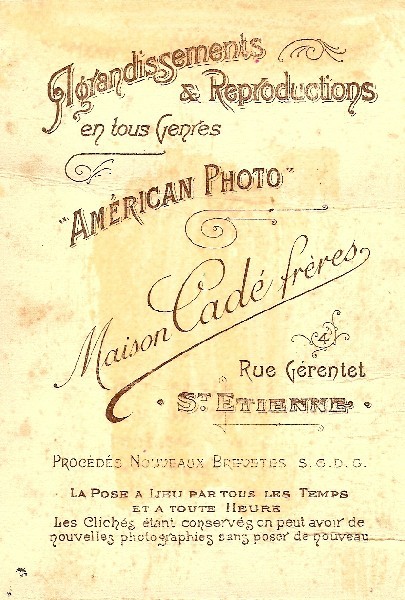 Agrandissements
& Reproductions
en tous Genres
"AMÉRICAN PHOTO"
Maison Cadé frères
4
Rue Gérentet
ST ETIENNE
PROCÉDÉS NOUVEAUX BREVETES S.G.D.G.
LA POSE A LIEU PAR TOUS LES TEMPS
ET A TOUTE HEURE
Les Clichés étant conservés on peut avoir de
nouvelles photographies sans poser de nouveau